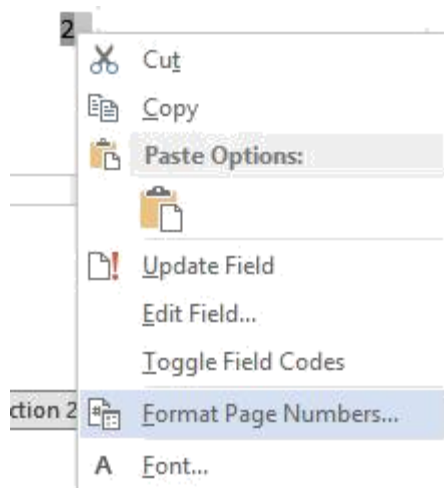 2
Cut
Copy
Paste Options:
Update Field
Edit Field...
Toggle Field Codes
ction 2
Format Page Numbers...
A Font...